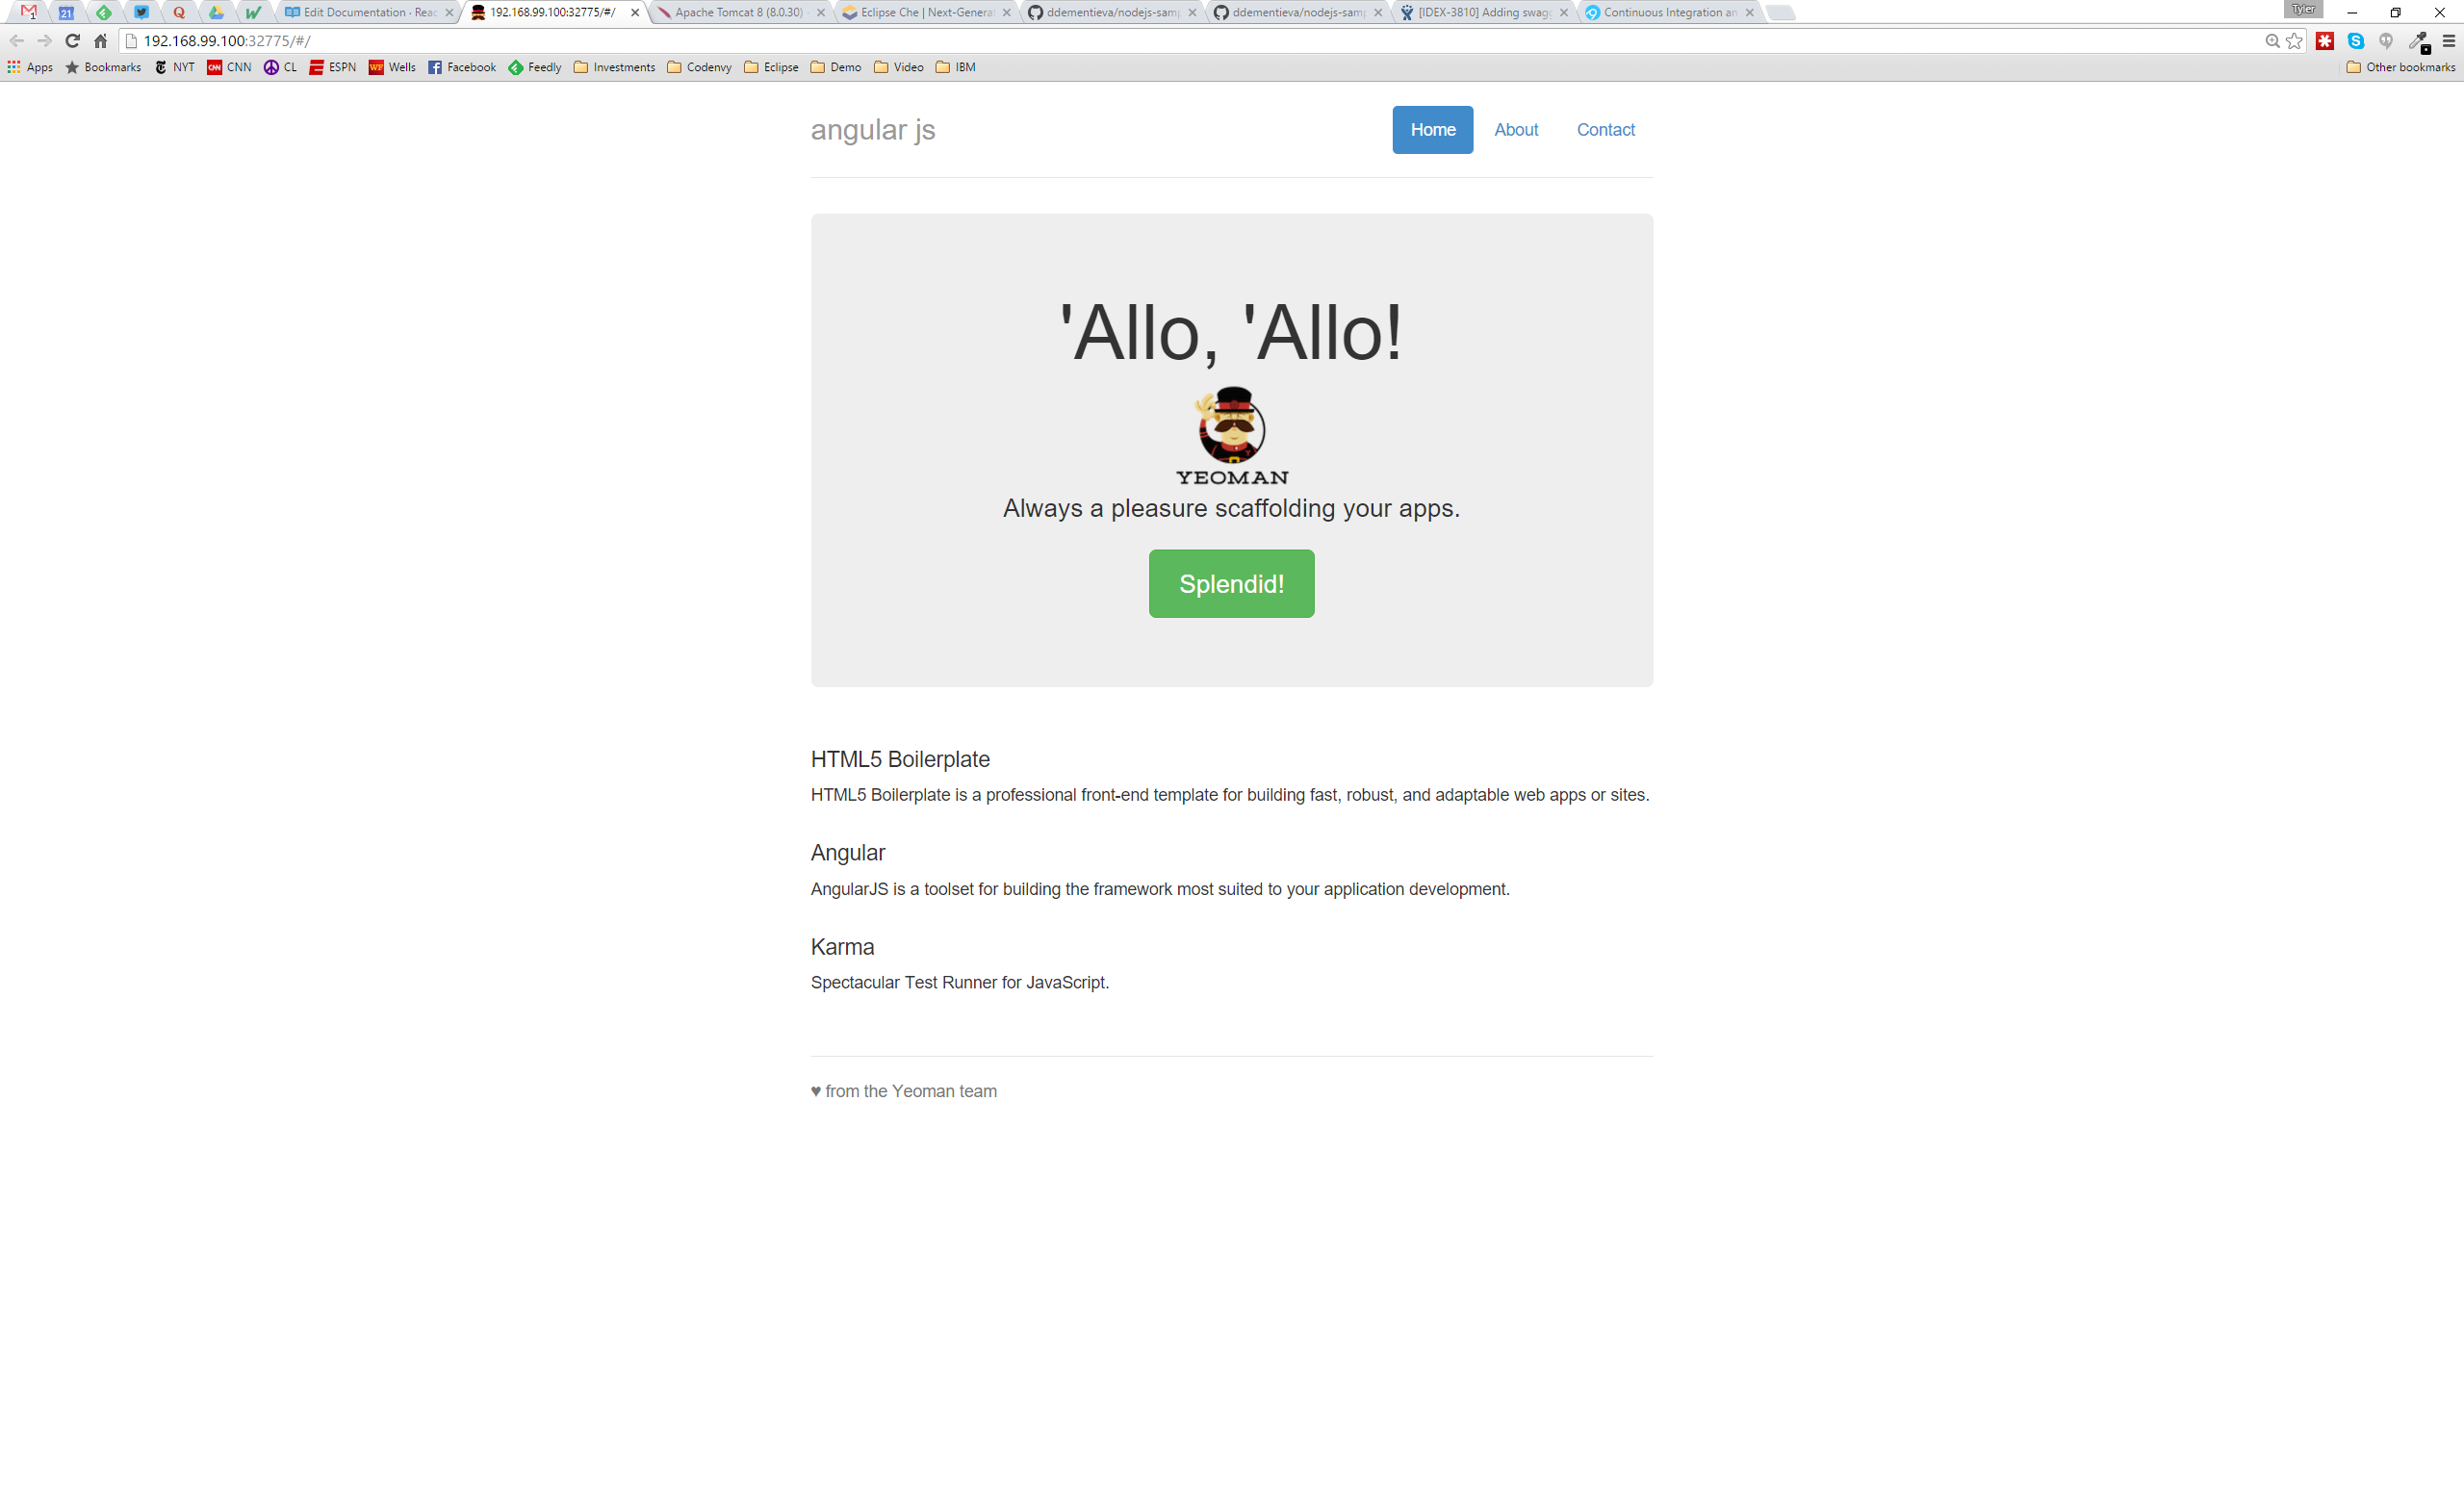 Edit Documentation · Rea
192.168.99.100:32775/#/
Apache Tomcat 8 (8.0.30)
Eclipse Che | Next-Genera
ddementieva/nodejs-sam
ddementieva/nodejs-sam
[IDEX-3810] Adding swag
Continuous Integration an
Tyler
192.168.99.100:32775/#/
Apps Bookmarks NYT CNN CL ESPN Wells Facebook Feedly Investments Codenvy Eclipse Demo Video IBM Other bookmarks
angular js
Home About Contact
'Allo, 'Allo!
YEOMAN
Always a pleasure scaffolding your apps.
Splendid!
HTML5 Boilerplate
HTML5 Boilerplate is a professional front-end template for building fast, robust, and adaptable web apps or sites.
Angular
AngularJS is a toolset for building the framework most suited to your application development.
Karma
Spectacular Test Runner for JavaScript.
♥ from the Yeoman team